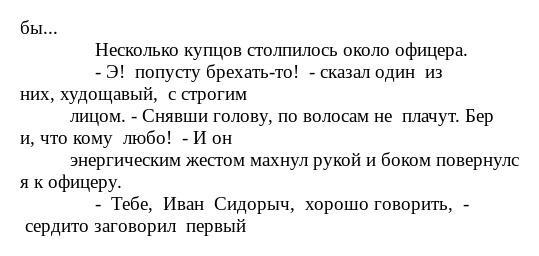 бы...
Несколько купцов столпилось около офицера.
- Э!  попусту брехать-то!  - сказал один  из
них, худощавый,  с строгим
лицом. - Снявши голову, по волосам не  плачут. Бер
и, что кому  любо!  - И он
энергическим жестом махнул рукой и боком повернулс
я к офицеру.
-  Тебе,  Иван  Сидорыч,  хорошо говорить,  -
сердито заговорил  первый